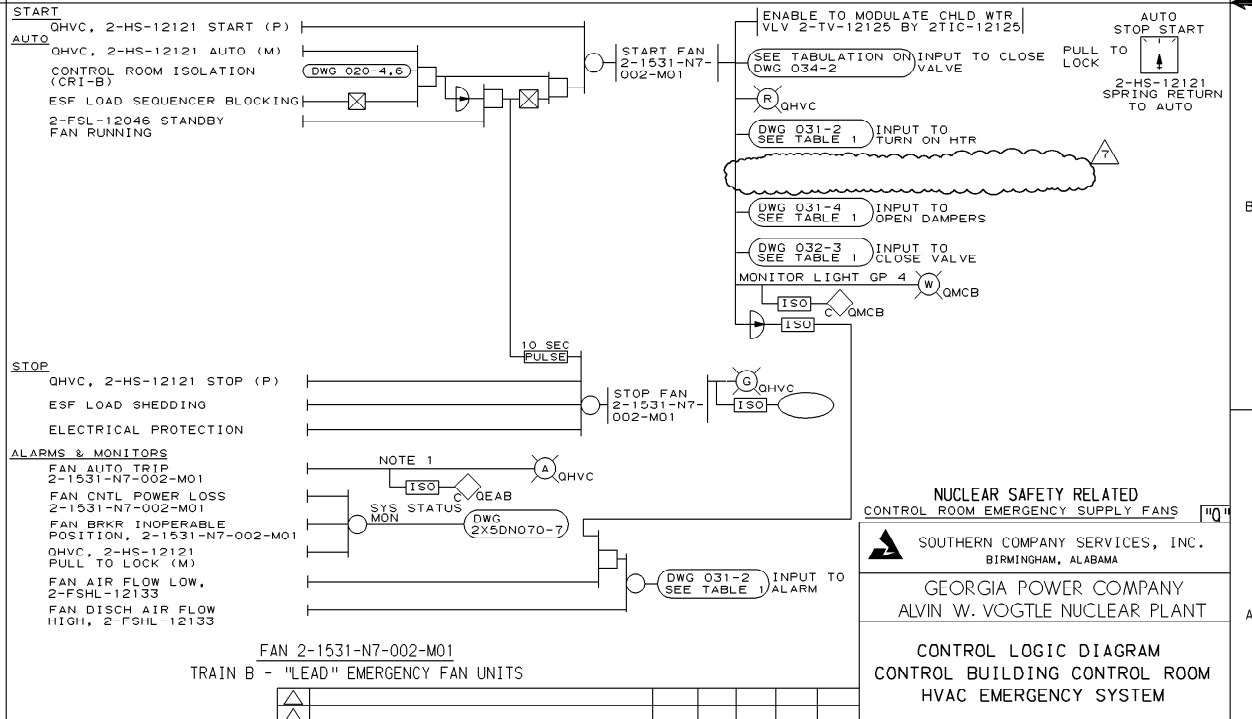 START
QHVC, 2-HS-12121 START (P)
AUTO
QHVC, 2-HS-12121 AUTO (M)
CONTROL ROOM ISOLATION
(CRI-B)
DWG 020-4,6
ESF LOAD SEQUENCER BLOCKING
2-FSL-12046 STANDBY
FAN RUNNING
START FAN
2-1531-N7-
002-M01
ENABLE TO MODULATE CHLD WTR
VLV 2-TV-12125 BY 2TIC-12125
SEE TABULATION ON
DWG 034-2
INPUT TO CLOSE
VALVE
R
QHVC
DWG 031-2
SEE TABLE 1
INPUT TO
TURN ON HTR
7
DWG 031-4
SEE TABLE 1
INPUT TO
OPEN DAMPERS
DWG 032-3
SEE TABLE 1
INPUT TO
CLOSE VALVE
MONITOR LIGHT GP 4
W
QMCB
ISO
C
QMCB
ISO
AUTO
STOP START
PULL TO
LOCK
2-HS-12121
SPRING RETURN
TO AUTO
B
10 SEC
PULSE
STOP
QHVC, 2-HS-12121 STOP (P)
ESF LOAD SHEDDING
ELECTRICAL PROTECTION
STOP FAN
2-1531-N7-
002-M01
G
QHVC
ISO
ALARMS & MONITORS
FAN AUTO TRIP
2-1531-N7-002-M01
NOTE 1
A
QHVC
ISO
C
QEAB
FAN CNTL POWER LOSS
2-1531-N7-002-M01
SYS STATUS
MON
DWG
2X5DN070-7
FAN BRKR INOPERABLE
POSITION, 2-1531-N7-002-M01
QHVC, 2-HS-12121
PULL TO LOCK (M)
FAN AIR FLOW LOW,
2-FSHL-12133
FAN DISCH AIR FLOW
HIGH, 2-FSHL-12133
DWG 031-2
SEE TABLE 1
INPUT TO
ALARM
FAN 2-1531-N7-002-M01
TRAIN B - "LEAD" EMERGENCY FAN UNITS
NUCLEAR SAFETY RELATED
CONTROL ROOM EMERGENCY SUPPLY FANS
"Q"
SOUTHERN COMPANY SERVICES, INC.
BIRMINGHAM, ALABAMA
GEORGIA POWER COMPANY
ALVIN W. VOGTLE NUCLEAR PLANT
A
CONTROL LOGIC DIAGRAM
CONTROL BUILDING CONTROL ROOM
HVAC EMERGENCY SYSTEM